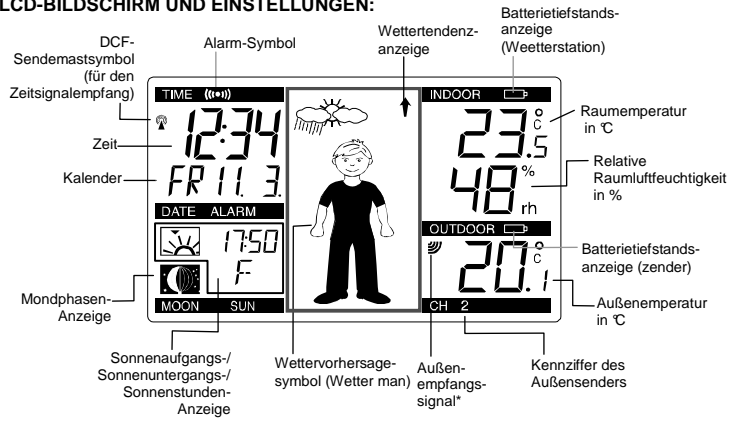 LCD-BILDSCHIRM UND EINSTELLUNGEN:
DCF-
Sendemastsymbol
(für den
Zeitsignalempfang)
Alarm-Symbol
Wettertendenz-
anzeige
Batterietiefstands-
anzeige
(Weetterstation)
Zeit
Kalender
Mondphasen-
Anzeige
TIME ((•))
12:34
FR 11. 3.
DATE ALARM
17:50
F
MOON SUN
INDOOR
23.5 °C
48 % rh
OUTDOOR
20.1 °C
CH 2
Raumemperatur
in °C
Relative
Raumluftfeuchtigkeit
in %
Batterietiefstands-
anzeige (zender)
Außenemperatur
in °C
Sonnenaufgangs-/
Sonnenuntergangs-/
Sonnenstunden-
Anzeige
Wettervorhersage-
symbol (Wetter man)
Außen-
empfangs-
signal*
Kennziffer des
Außensenders